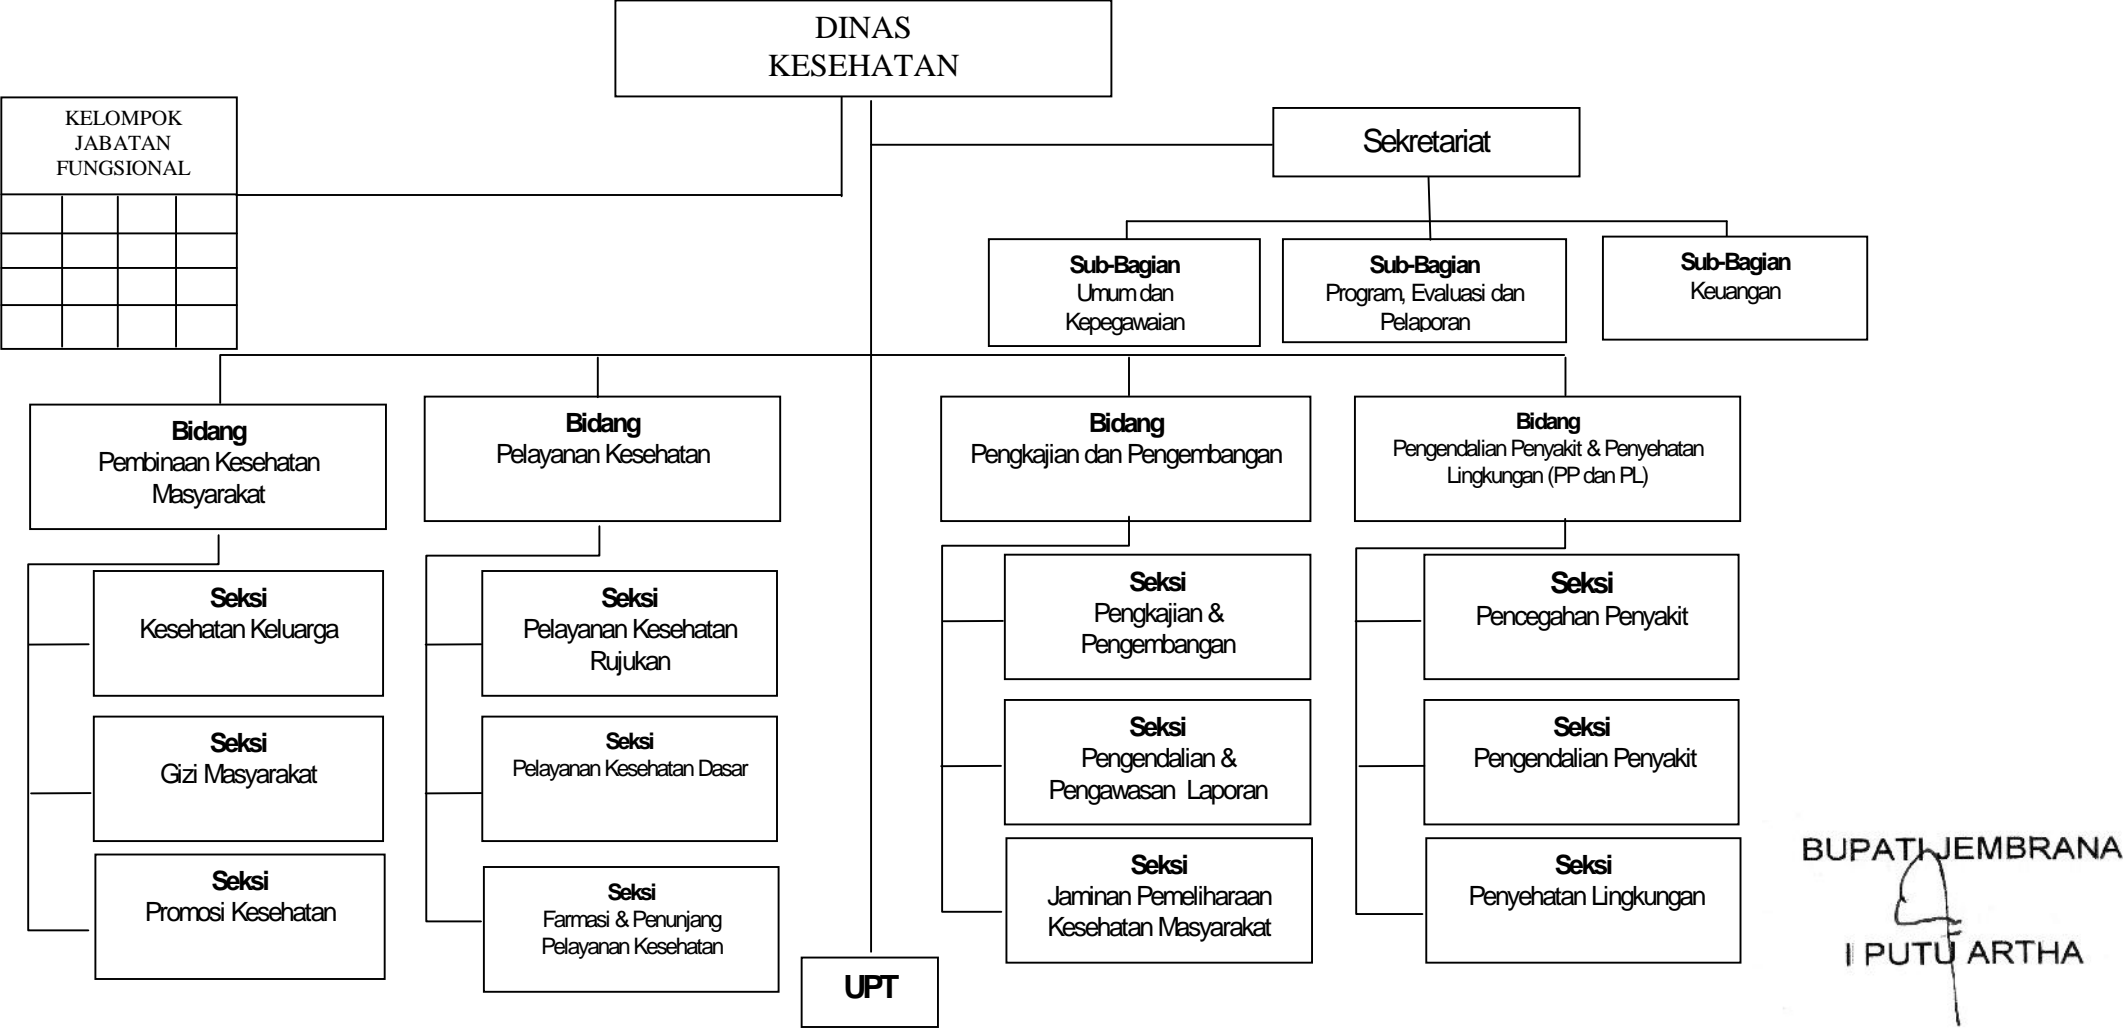 DINAS
KESEHATAN
KELOMPOK
JABATAN
FUNGSIONAL
Sekretariat
Sub-Bagian
Umum dan
Kepegawaian
Sub-Bagian
Program, Evaluasi dan
Pelaporan
Sub-Bagian
Keuangan
Bidang
Pembinaan Kesehatan
Masyarakat
Bidang
Pelayanan Kesehatan
Bidang
Pengkajian dan Pengembangan
Bidang
Pengendalian Penyakit & Penyehatan
Lingkungan (PP dan PL)
Seksi
Kesehatan Keluarga
Seksi
Gizi Masyarakat
Seksi
Promosi Kesehatan
Seksi
Pelayanan Kesehatan
Rujukan
Seksi
Pelayanan Kesehatan Dasar
Seksi
Farmasi & Penunjang
Pelayanan Kesehatan
Seksi
Pengkajian &
Pengembangan
Seksi
Pengendalian &
Pengawasan Laporan
Seksi
Jaminan Pemeliharaan
Kesehatan Masyarakat
Seksi
Pencegahan Penyakit
Seksi
Pengendalian Penyakit
Seksi
Penyehatan Lingkungan
UPT
BUPATI JEMBRANA
I PUTU ARTHA